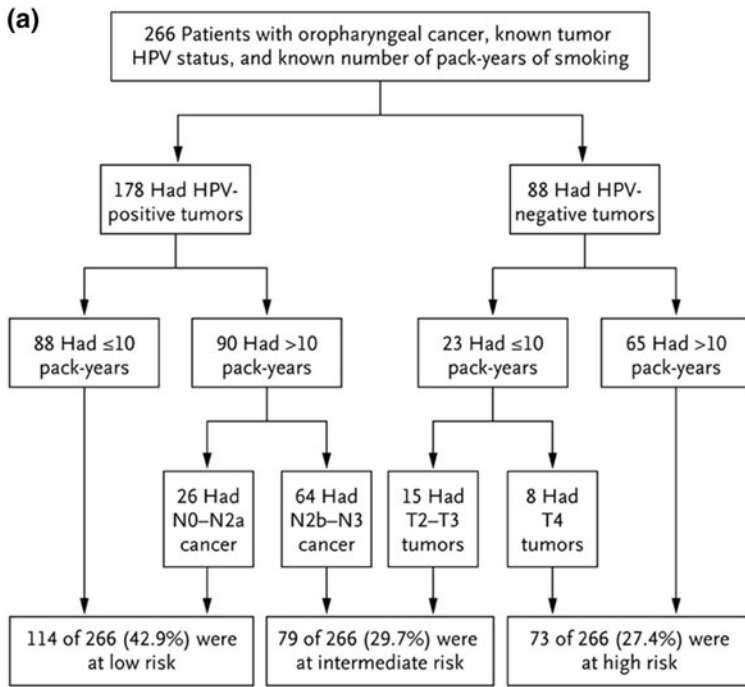 (a)
266 Patients with oropharyngeal cancer, known tumor
HPV status, and known number of pack-years of smoking
178 Had HPV-
positive tumors
88 Had HPV-
negative tumors
88 Had ≤10
pack-years
90 Had >10
pack-years
23 Had ≤10
pack-years
65 Had >10
pack-years
26 Had
N0–N2a
cancer
64 Had
N2b–N3
cancer
15 Had
T2–T3
tumors
8 Had
T4
tumors
114 of 266 (42.9%) were
at low risk
79 of 266 (29.7%) were
at intermediate risk
73 of 266 (27.4%) were
at high risk